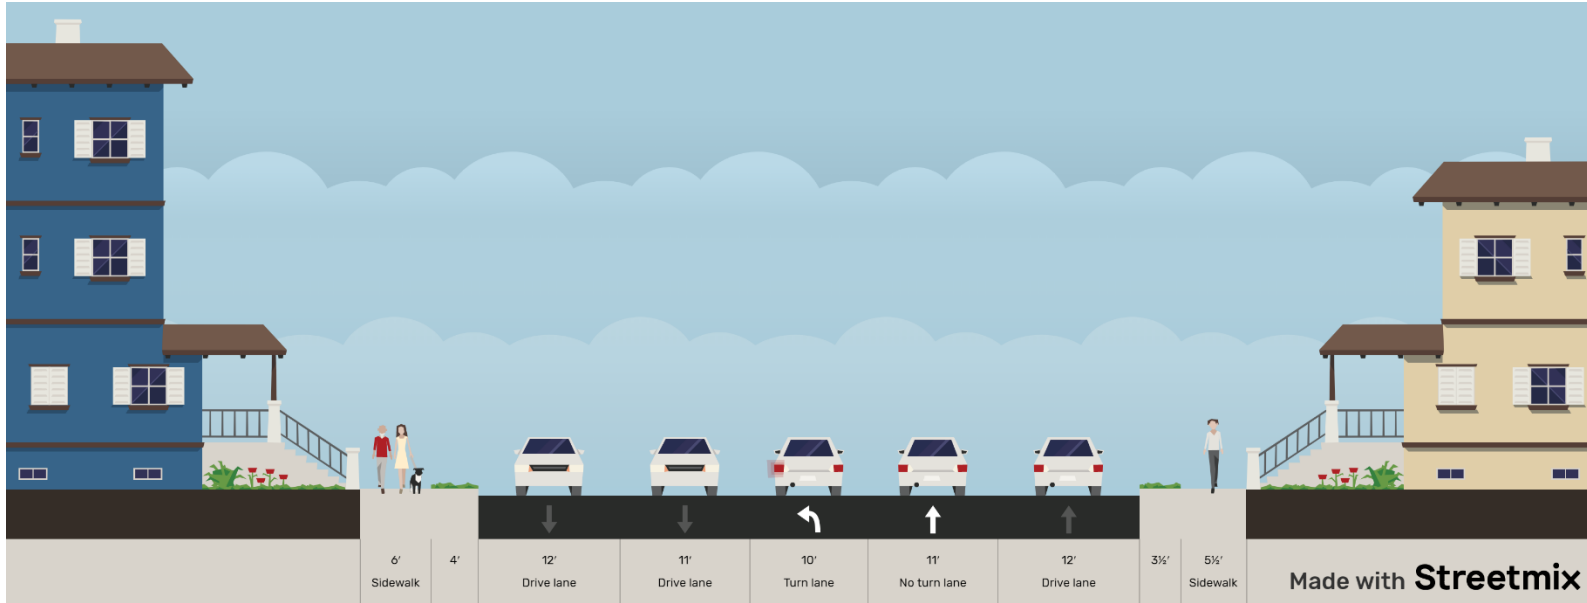 6′
Sidewalk
4′
12′
Drive lane
11′
Drive lane
10′
Turn lane
11′
No turn lane
12′
Drive lane
3½′
5½′
Sidewalk
Made with Streetmix